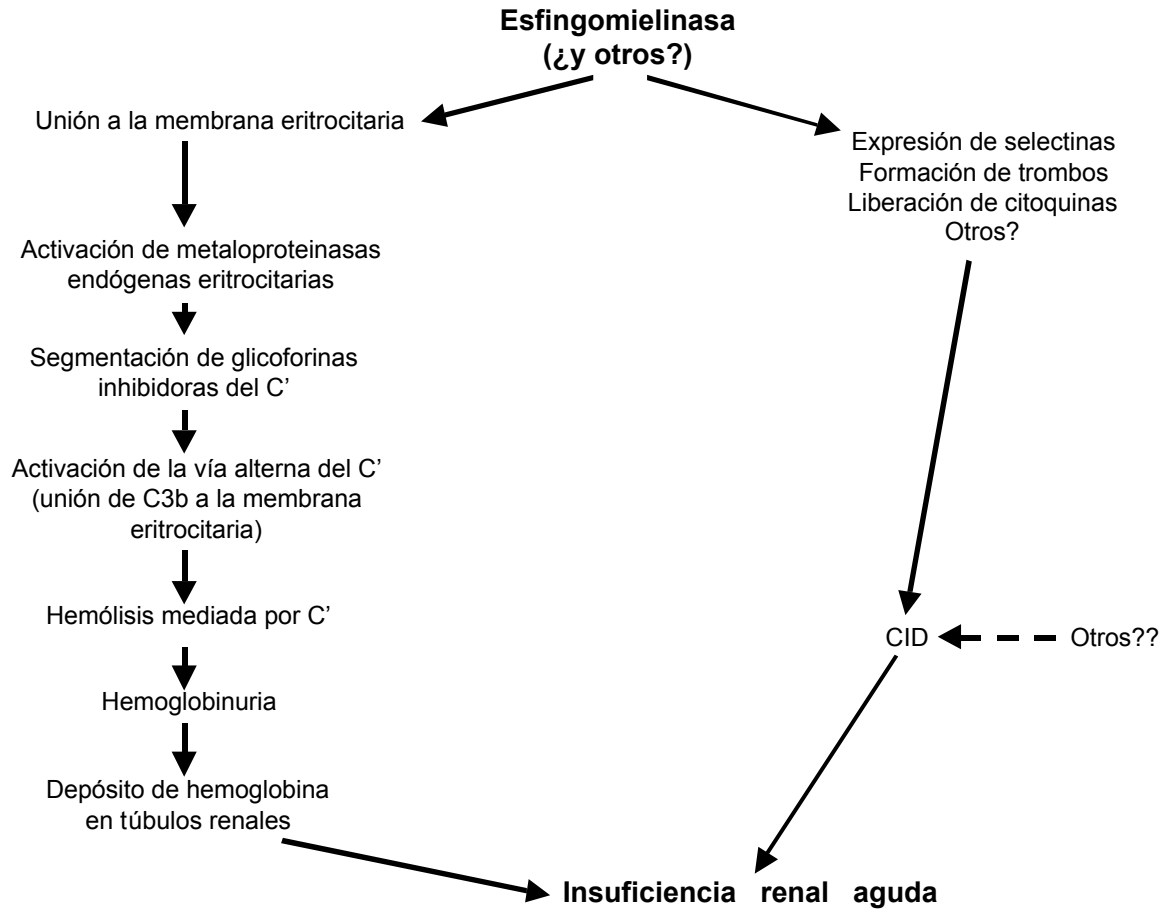 Esfingomielinasa
(¿y otros?)
Unión a la membrana eritrocitaria
Expresión de selectinas
Formación de trombos
Liberación de citoquinas
Otros?
Activación de metaloproteinasas
endógenas eritrocitarias
Segmentación de glicoforinas
inhibidoras del C’
Activación de la vía alterna del C’
(unión de C3b a la membrana
eritrocitaria)
Hemólisis mediada por C’
CID
Otros??
Hemoglobinuria
Depósito de hemoglobina
en túbulos renales
Insuficiencia renal aguda